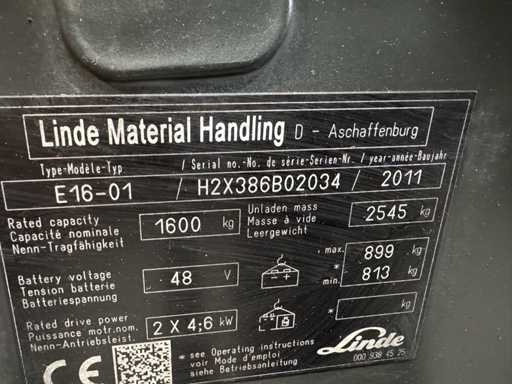 Linde Material Handling D - Aschaffenburg
Type-Modèle-Typ / Serial no.-No. de série-Serien-Nr. / year-année-Baujahr
E16-01 / H2X386B02034 / 2011
Rated capacity
Capacité nominale
Nenn-Tragfähigkeit
1600 kg
Unladen mass
Masse à vide
Leergewicht
2545 kg
Battery voltage
Tension batterie
Batteriespannung
48 V
* max. 899 kg
* min. 813 kg
Rated drive power
Puissance motr.nom.
Nenn-Antriebsleist.
2 X 4,6 kW
* kg
CE
* see Operating instructions
voir Mode d'emploi
siehe Betriebsanleitung
Linde
000 938 45 25